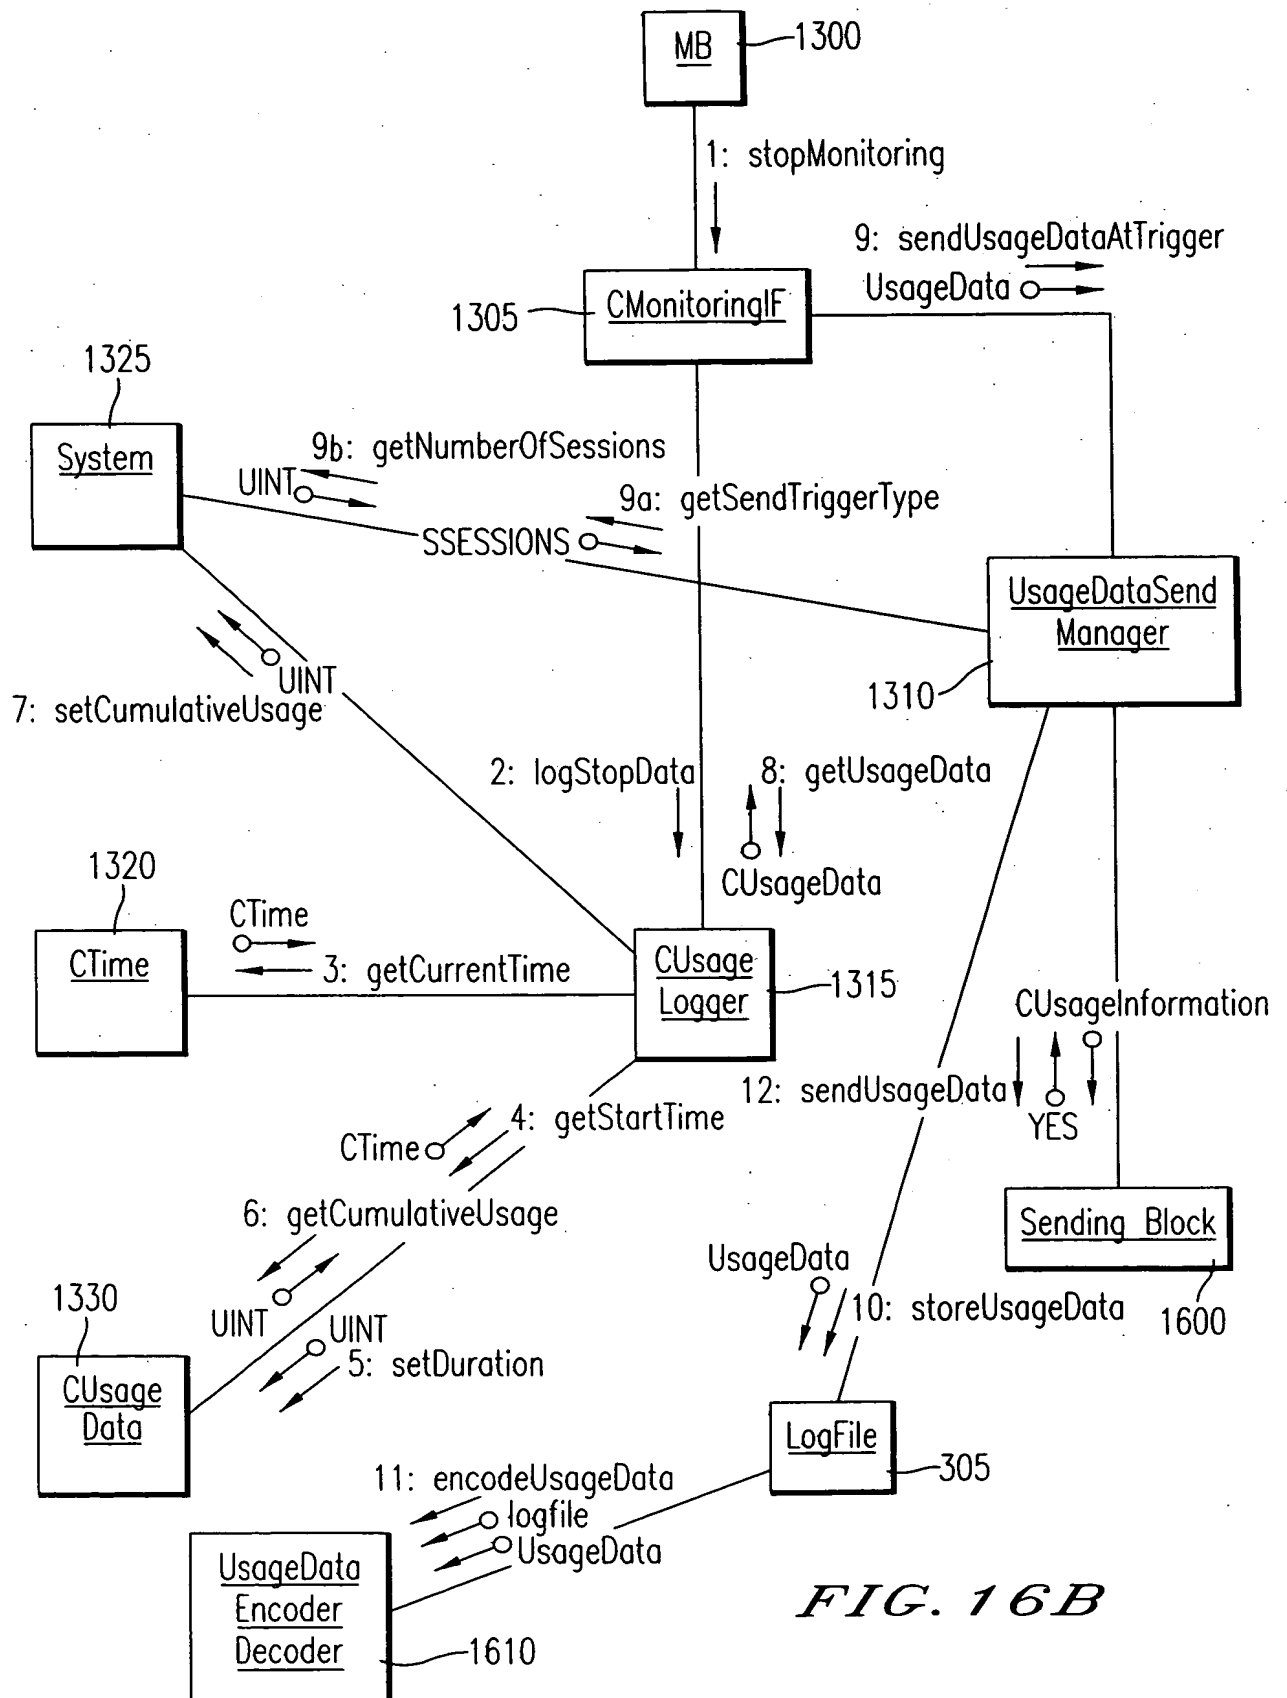 MB
1300
1: stopMonitoring
9: sendUsageDataAtTrigger
UsageData
CMonitoringIF
1305
1325
System
9b: getNumberOfSessions
UINT
9a: getSendTriggerType
SSESSIONS
UsageDataSend
Manager
1310
UINT
7: setCumulativeUsage
2: logStopData
8: getUsageData
CUsageData
1320
CTime
CTime
3: getCurrentTime
CUsage
Logger
1315
CUsageInformation
12: sendUsageData
YES
4: getStartTime
CTime
6: getCumulativeUsage
Sending Block
1600
UsageData
10: storeUsageData
1330
UINT
UINT
5: setDuration
CUsage
Data
LogFile
305
11: encodeUsageData
logfile
UsageData
UsageData
Encoder
Decoder
1610
FIG. 16B